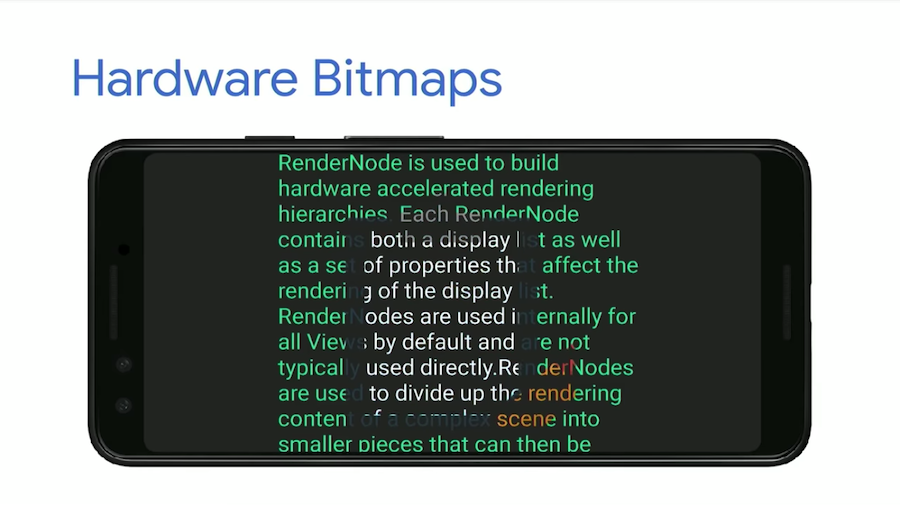 Hardware Bitmaps
RenderNode is used to build
hardware accelerated rendering
hierarchies. Each RenderNode
contains both a display list as well
as a set of properties that affect the
rendering of the display list.
RenderNodes are used internally for
all Views by default and are not
typically used directly.RenderNodes
are used to divide up the rendering
content of a complex scene into
smaller pieces that can then be